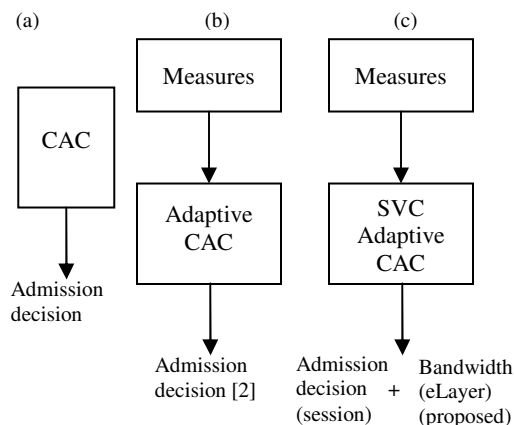 (a)
CAC
Admission
decision
(b)
Measures
Adaptive
CAC
Admission
decision [2]
(c)
Measures
SVC
Adaptive
CAC
Admission
decision
(session)
+
Bandwidth
(eLayer)
(proposed)